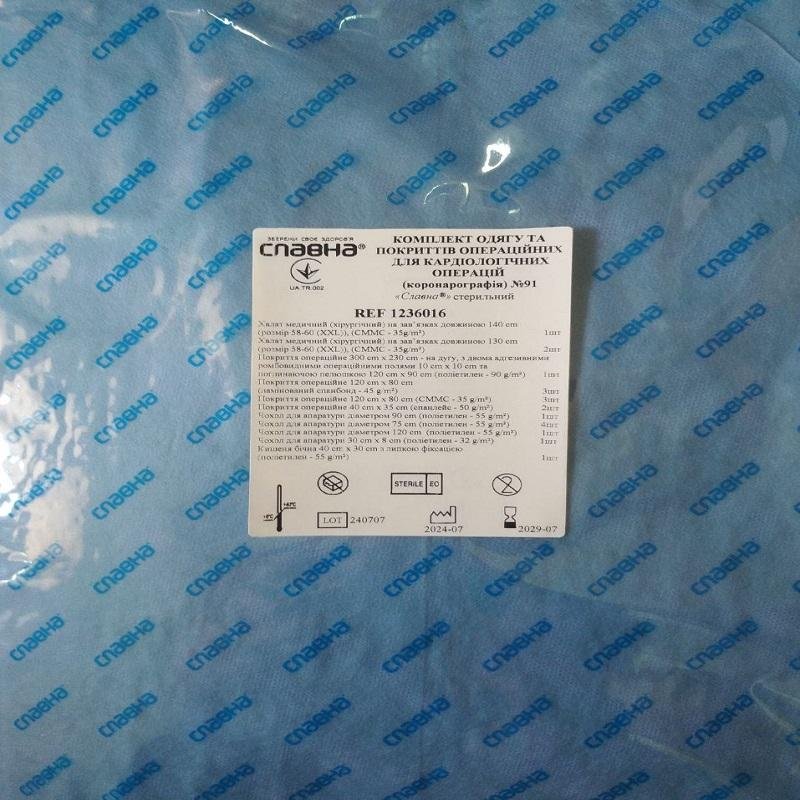 ЗБЕРЕЖИ СВОЄ ЗДОРОВ'Я
СЛАВНА®
UA.TR.002
КОМПЛЕКТ ОДЯГУ ТА
ПОКРИТТІВ ОПЕРАЦІЙНИХ
ДЛЯ КАРДІОЛОГІЧНИХ
ОПЕРАЦІЙ
(коронарографія) №91
«Славна®» стерильний
REF 1236016
Халат медичний (хірургічний) на зав'язках довжиною 140 cm
(розмір 58-60 (XXL)), (СММС - 35g/m²) 1шт
Халат медичний (хірургічний) на зав'язках довжиною 130 cm
(розмір 58-60 (XXL)), (СММС - 35g/m²) 2шт
Покриття операційне 300 cm x 230 cm - на дугу, з двома адгезивними
ромбовидними операційними полями 10 cm x 10 cm та
поглинаючою пелюшкою 120 cm x 90 cm (поліетилен - 90 g/m²) 1шт
Покриття операційне 120 cm x 80 cm
(ламінований спанбонд - 45 g/m²) 3шт
Покриття операційне 120 cm x 80 cm (СММС - 35 g/m²) 3шт
Покриття операційне 40 cm x 35 cm (спанлейс - 50 g/m²) 2шт
Чохол для апаратури діаметром 90 cm (поліетилен - 55 g/m²) 1шт
Чохол для апаратури діаметром 75 cm (поліетилен - 55 g/m²) 4шт
Чохол для апаратури діаметром 120 cm (поліетилен - 55 g/m²) 1шт
Чохол для апаратури 30 cm x 8 cm (поліетилен - 32 g/m²) 1шт
Кишеня бічна 40 cm x 30 cm з липкою фіксацією
(поліетилен - 55 g/m²) 1шт
STERILE EO
2
LOT 240707
2024-07
2029-07